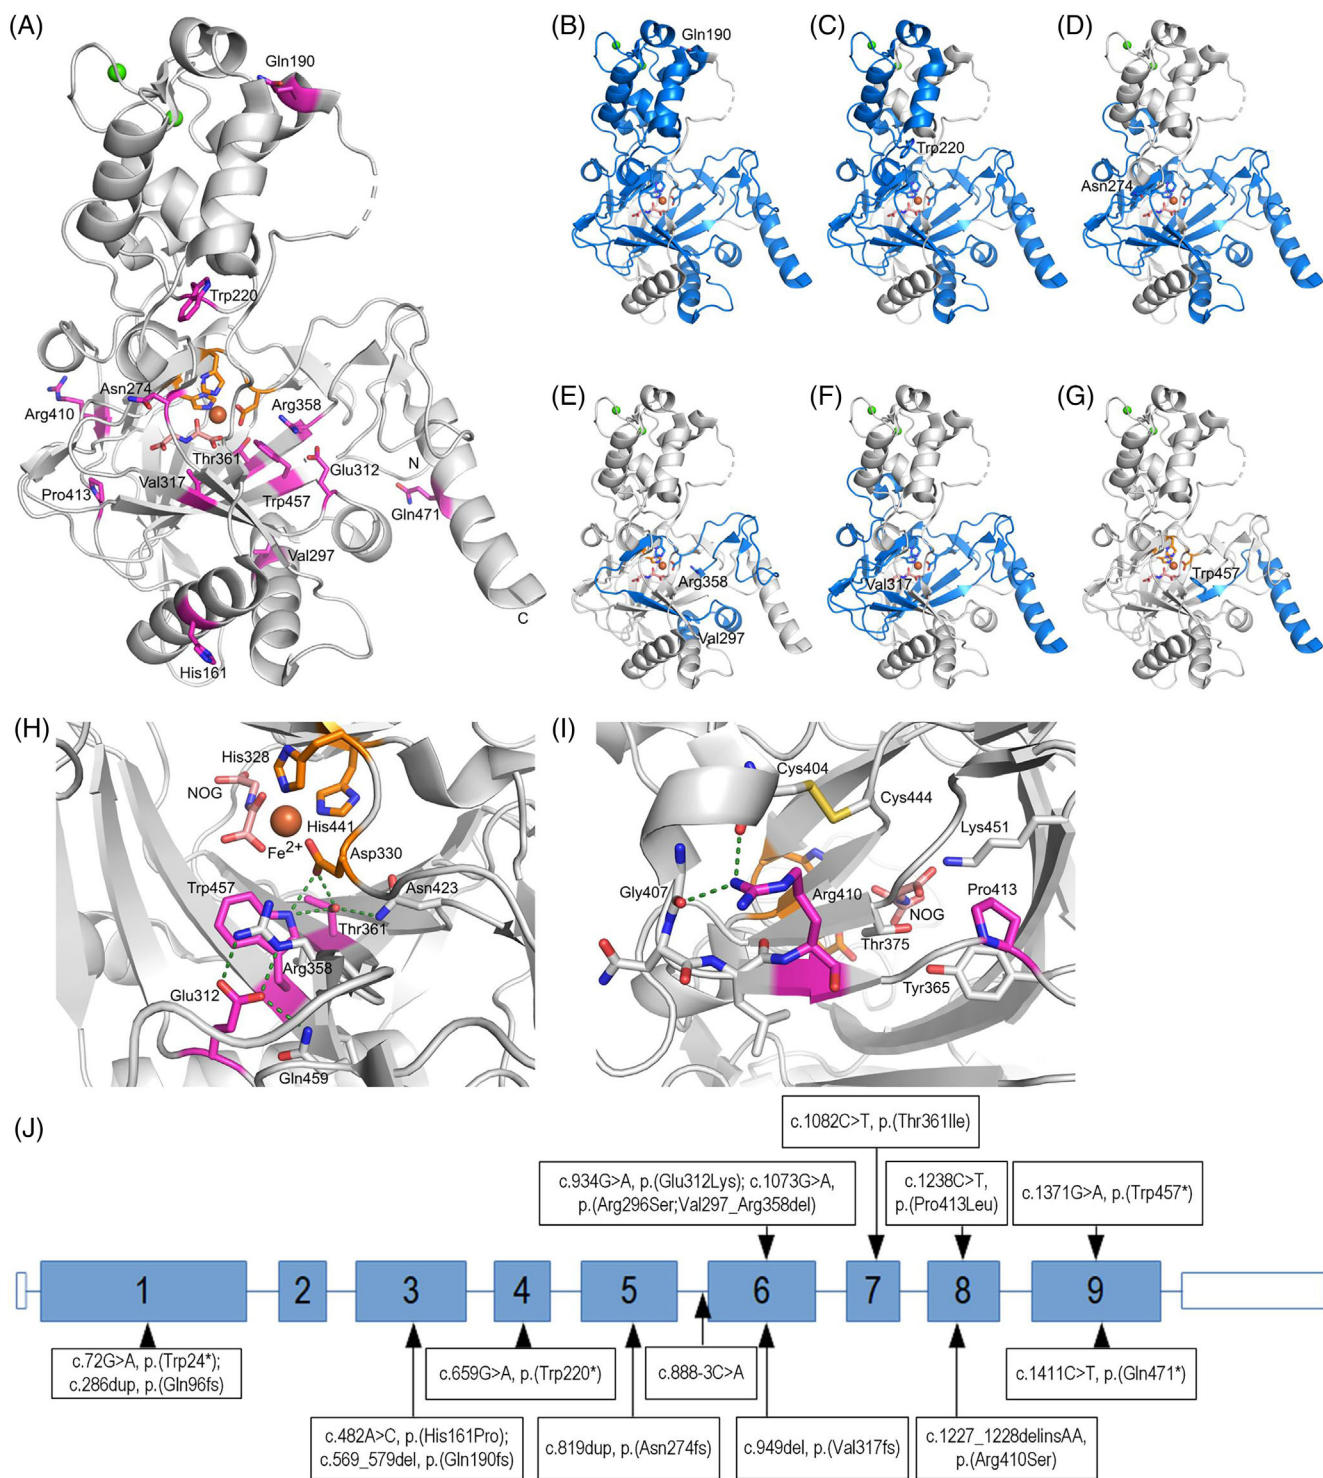 (A)
Gln190
Trp220
Asn274
Arg410
Arg358
Thr361
Glu312
N
Val317
Pro413
Trp457
Gln471
Val297
C
His161
(B)
Gln190
(C)
Trp220
(D)
Asn274
(E)
Arg358
Val297
(F)
Val317
(G)
Trp457
(H)
His328
NOG
His441
Fe2+
Asp330
Trp457
Asn423
Thr361
Arg358
Glu312
Gln459
(I)
Cys404
Cys444
Lys451
Gly407
Arg410
Pro413
NOG
Thr375
Tyr365
(J)
c.1082C>T, p.(Thr361Ile)
c.934G>A, p.(Glu312Lys); c.1073G>A,
p.(Arg296Ser;Val297_Arg358del)
c.1238C>T,
p.(Pro413Leu)
c.1371G>A, p.(Trp457*)
1 2 3 4 5 6 7 8 9
c.72G>A, p.(Trp24*);
c.286dup, p.(Gln96fs)
c.659G>A, p.(Trp220*)
c.888-3C>A
c.1411C>T, p.(Gln471*)
c.482A>C, p.(His161Pro);
c.569_579del, p.(Gln190fs)
c.819dup, p.(Asn274fs)
c.949del, p.(Val317fs)
c.1227_1228delinsAA,
p.(Arg410Ser)